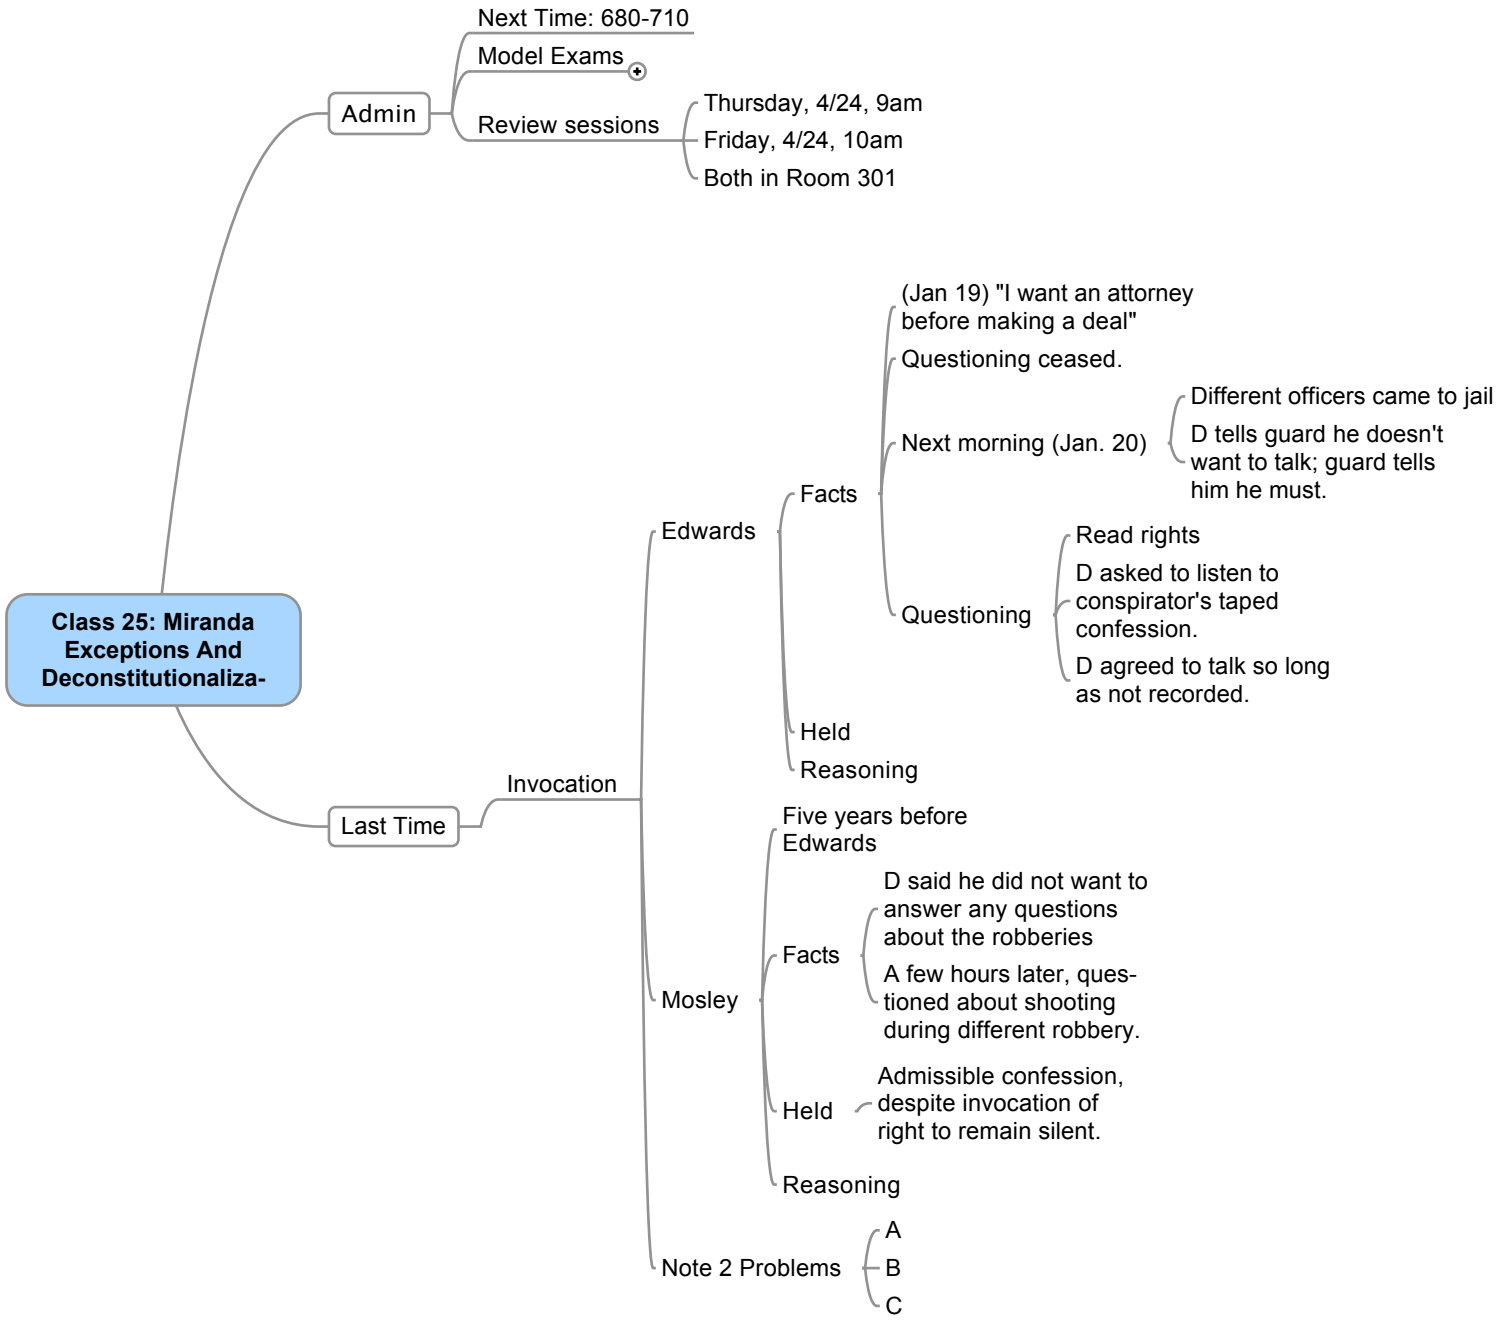 Next Time: 680-710
Model Exams
Admin
Review sessions
Thursday, 4/24, 9am
Friday, 4/24, 10am
Both in Room 301
Class 25: Miranda
Exceptions And
Deconstitutionaliza-
Last Time
Invocation
Edwards
Facts
(Jan 19) "I want an attorney
before making a deal"
Questioning ceased.
Next morning (Jan. 20)
Different officers came to jail
D tells guard he doesn't
want to talk; guard tells
him he must.
Questioning
Read rights
D asked to listen to
conspirator's taped
confession.
D agreed to talk so long
as not recorded.
Held
Reasoning
Mosley
Five years before
Edwards
Facts
D said he did not want to
answer any questions
about the robberies
A few hours later, ques-
tioned about shooting
during different robbery.
Held
Admissible confession,
despite invocation of
right to remain silent.
Reasoning
Note 2 Problems
A
B
C